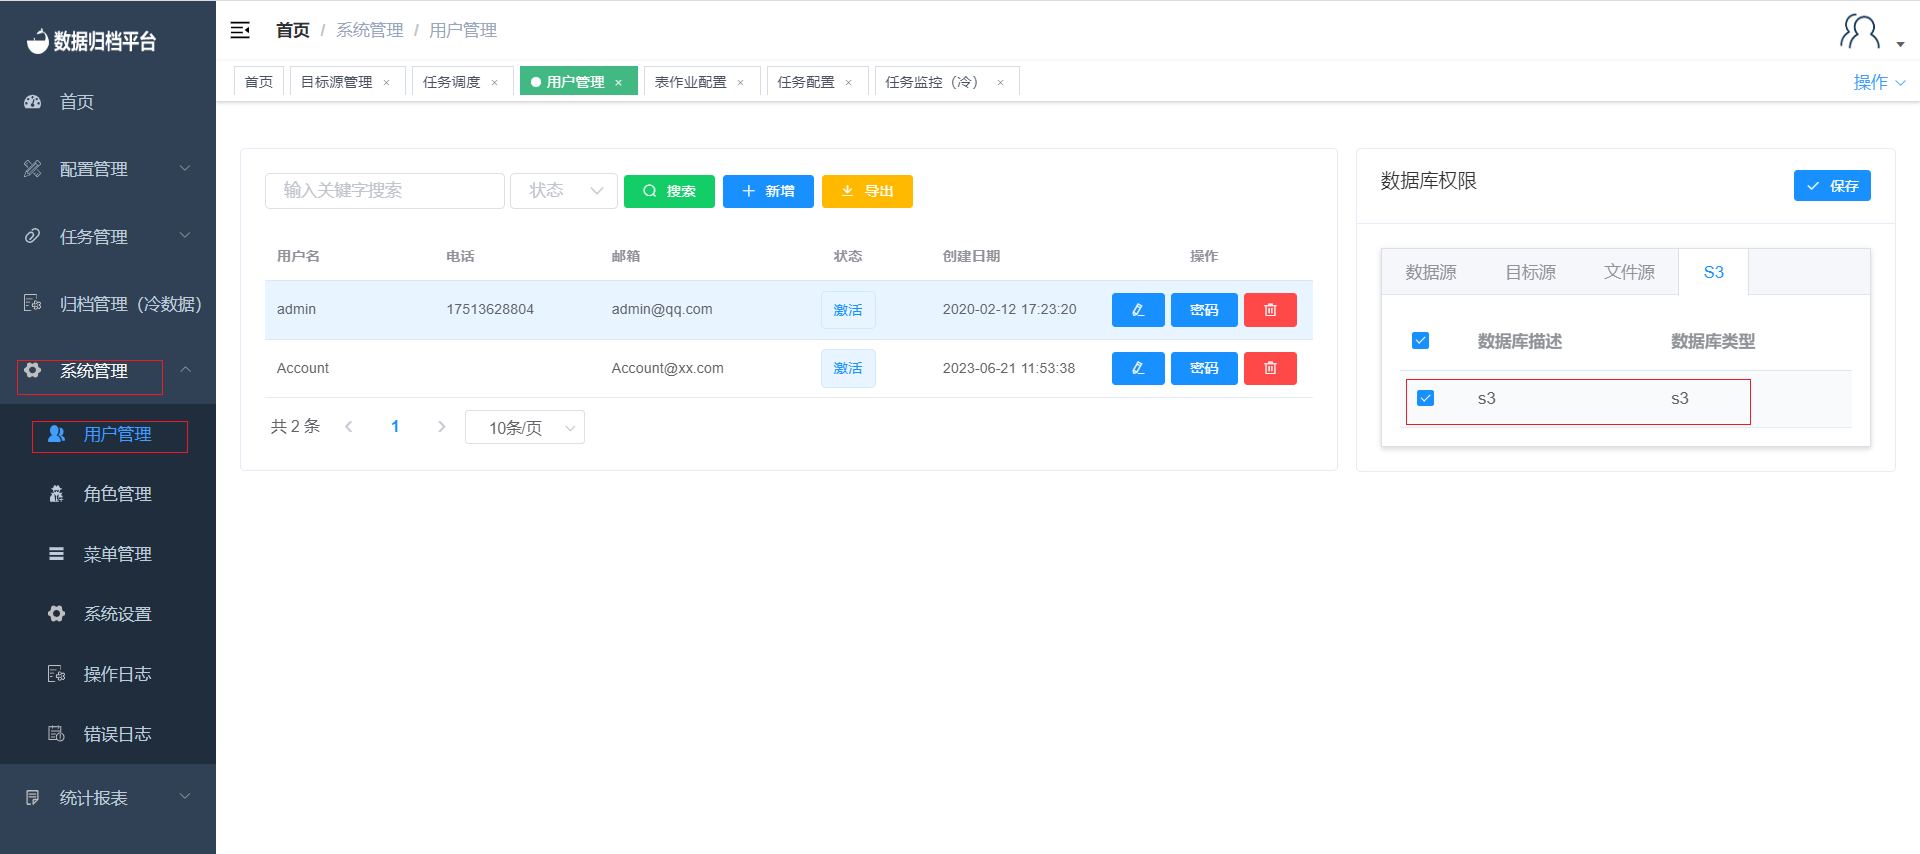 数据归档平台
首页
配置管理
任务管理
归档管理（冷数据）
系统管理
用户管理
角色管理
菜单管理
系统设置
操作日志
错误日志
统计报表
首页 / 系统管理 / 用户管理
首页 目标源管理 × 任务调度 × 用户管理 × 表作业配置 × 任务配置 × 任务监控（冷） × 操作
输入关键字搜索 状态 搜索 新增 导出
用户名 电话 邮箱 状态 创建日期 操作
admin 17513628804 admin@qq.com 激活 2020-02-12 17:23:20 密码
Account Account@xx.com 激活 2023-06-21 11:53:38 密码
共 2 条 1 10条/页
数据库权限 保存
数据源 目标源 文件源 S3
数据库描述 数据库类型
s3 s3